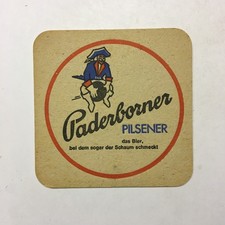 Paderborner
PILSENER
das Bier,
bei dem sogar der Schaum schmeckt